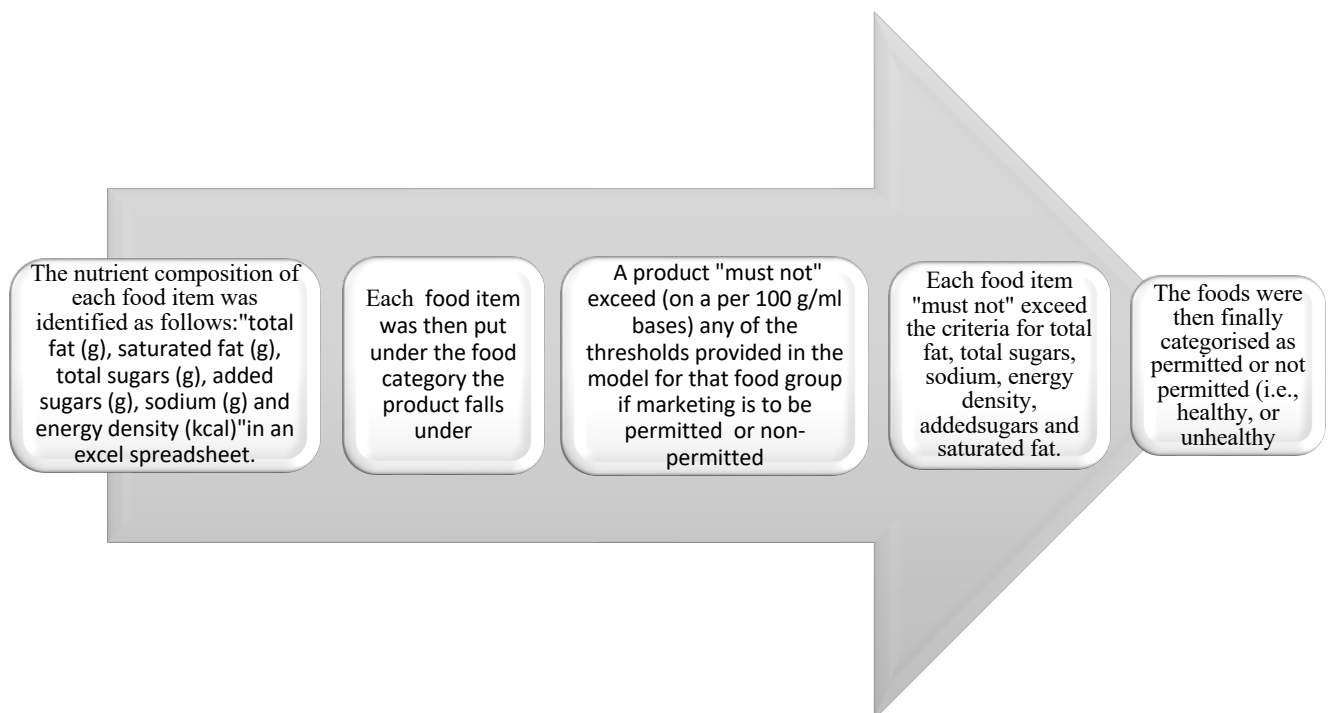 The nutrient composition of
each food item was
identified as follows:"total
fat (g), saturated fat (g),
total sugars (g), added
sugars (g), sodium (g) and
energy density (kcal)"in an
excel spreadsheet.
Each food item
was then put
under the food
category the
product falls
under
A product "must not"
exceed (on a per 100 g/ml
bases) any of the
thresholds provided in the
model for that food group
if marketing is to be
permitted or non-
permitted
Each food item
"must not" exceed
the criteria for total
fat, total sugars,
sodium, energy
density,
addedsugars and
saturated fat.
The foods were
then finally
categorised as
permitted or not
permitted (i.e.,
healthy, or
unhealthy